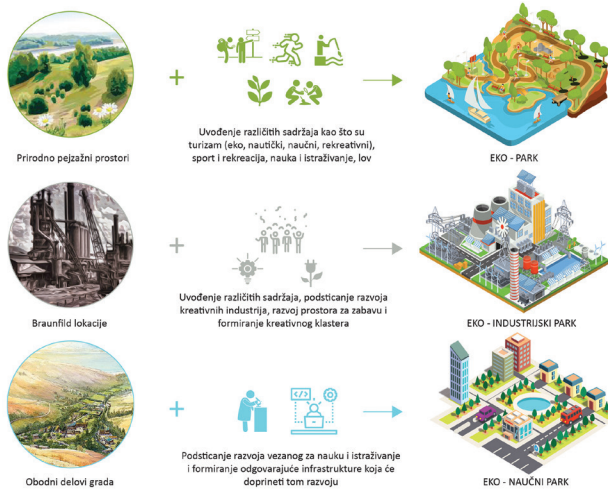 Uvođenje različitih sadržaja kao što su
turizam (eko, nautički, naučni, rekreativni),
sport i rekreacija, nauka i istraživanje, lov
Prirodno pejzažni prostori
EKO - PARK
Uvođenje različitih sadržaja, podsticanje razvoja
kreativnih industrija, razvoj prostora za zabavu i
formiranje kreativnog klastera
Braunfild lokacije
EKO - INDUSTRIJSKI PARK
Podsticanje razvoja vezanog za nauku i istraživanje
i formiranje odgovarajuće infrastrukture koja će
doprineti tom razvoju
Obodni delovi grada
EKO - NAUČNI PARK